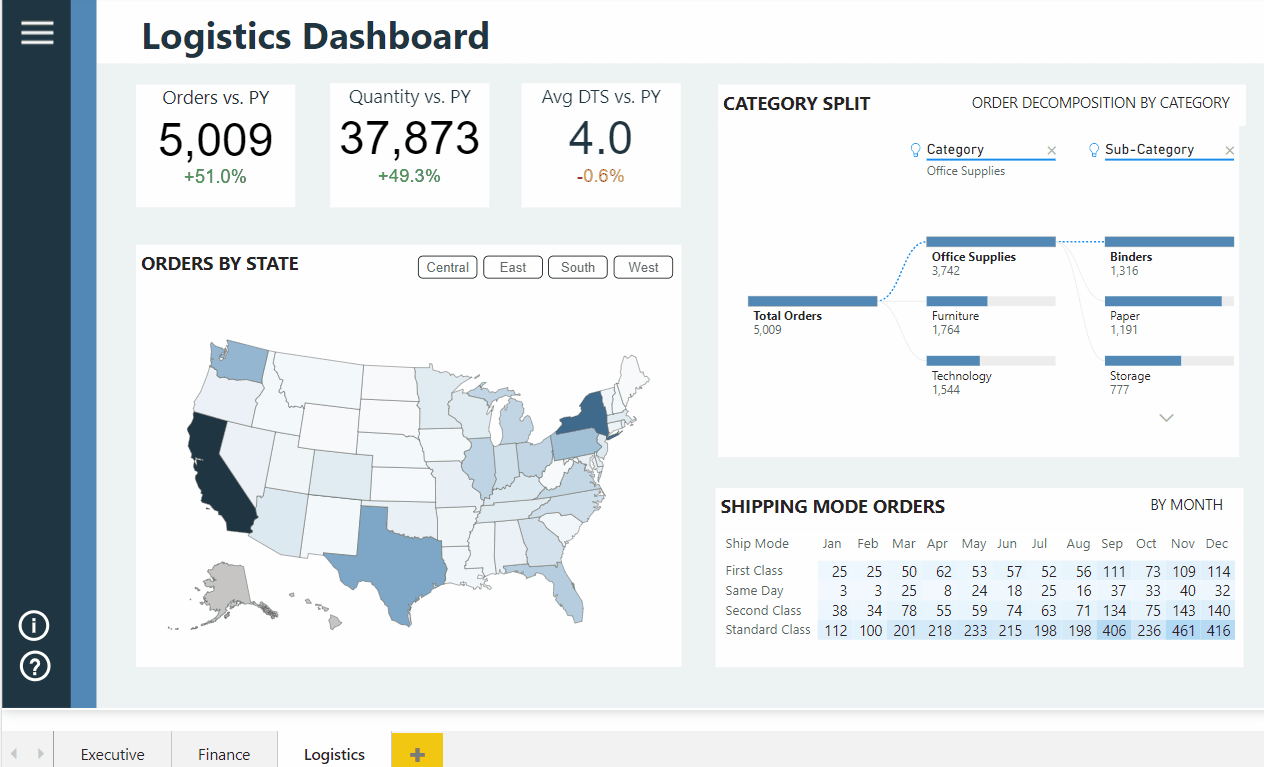 Logistics Dashboard
Orders vs. PY
5,009
+51.0%
Quantity vs. PY
37,873
+49.3%
Avg DTS vs. PY
4.0
-0.6%
CATEGORY SPLIT
ORDER DECOMPOSITION BY CATEGORY
Category
Office Supplies
Sub-Category
Total Orders
5,009
Office Supplies
3,742
Furniture
1,764
Technology
1,544
Binders
1,316
Paper
1,191
Storage
777
ORDERS BY STATE
Central East South West
SHIPPING MODE ORDERS
BY MONTH
Ship Mode Jan Feb Mar Apr May Jun Jul Aug Sep Oct Nov Dec
First Class 25 25 50 62 53 57 52 56 111 73 109 114
Same Day 3 3 25 8 24 18 25 16 37 33 40 32
Second Class 38 34 78 55 59 74 63 71 134 75 143 140
Standard Class 112 100 201 218 233 215 198 198 406 236 461 416
Executive Finance Logistics